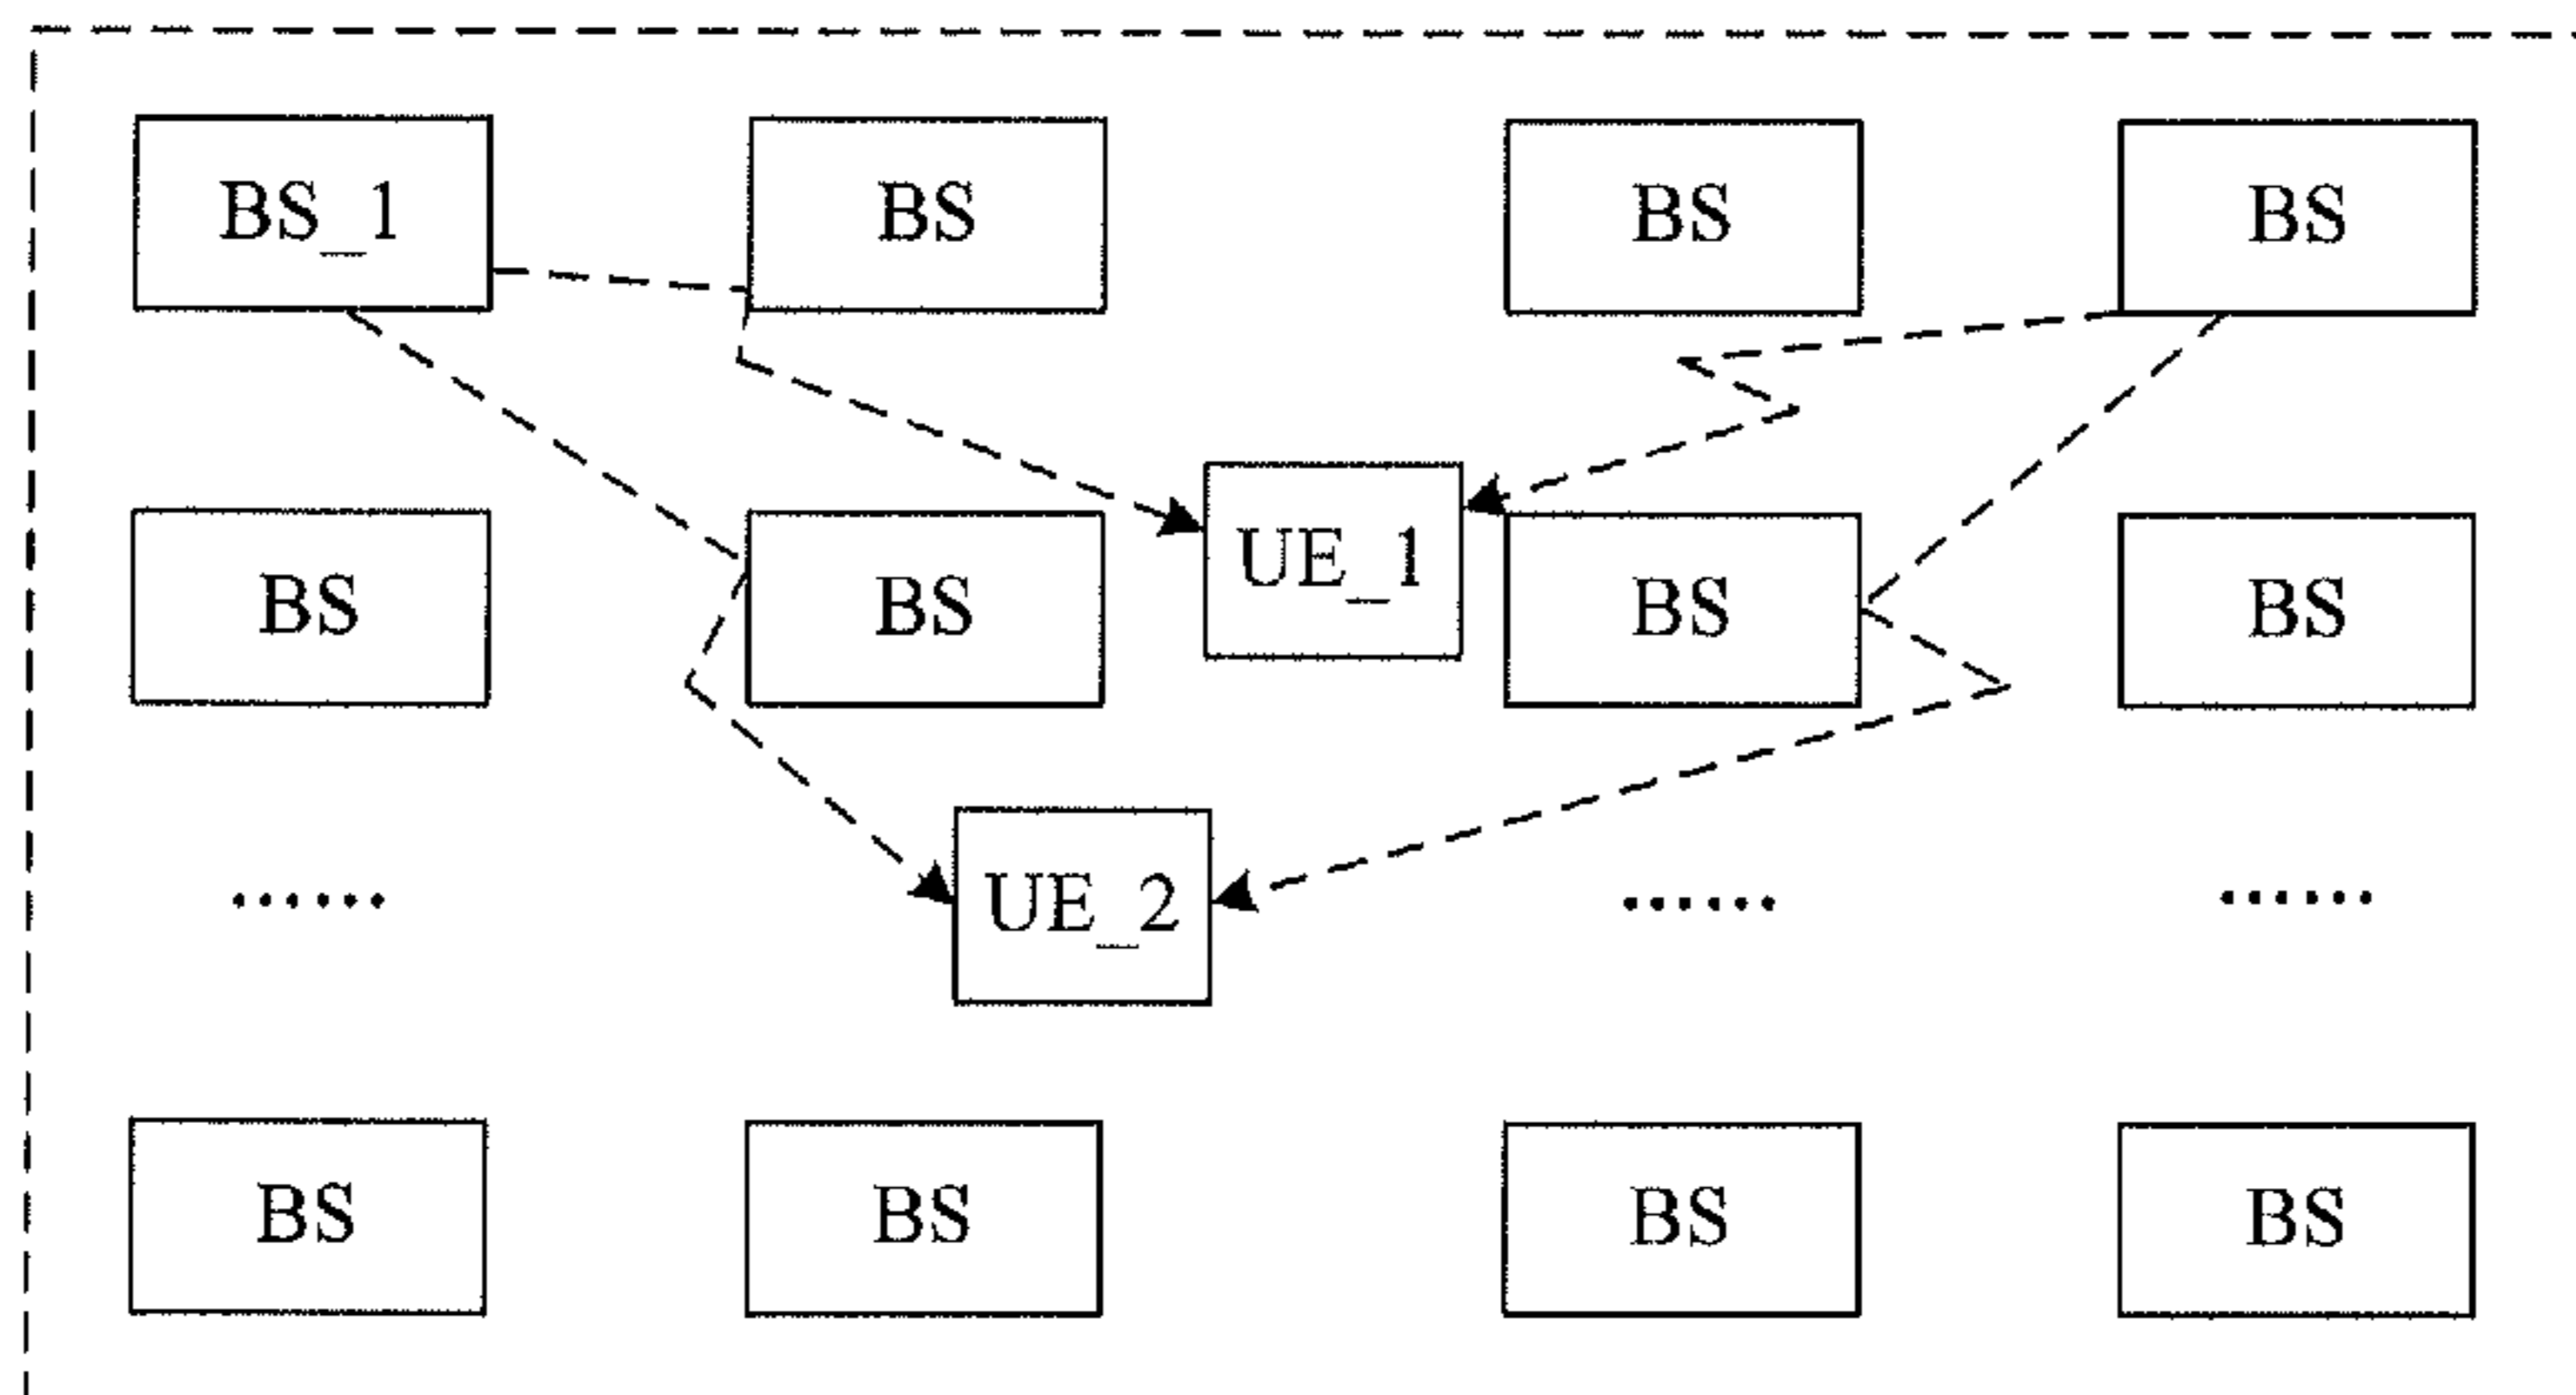 BS_1 BS BS BS
UE_1
BS BS BS BS
UE_2
...... ...... ......
BS BS BS BS